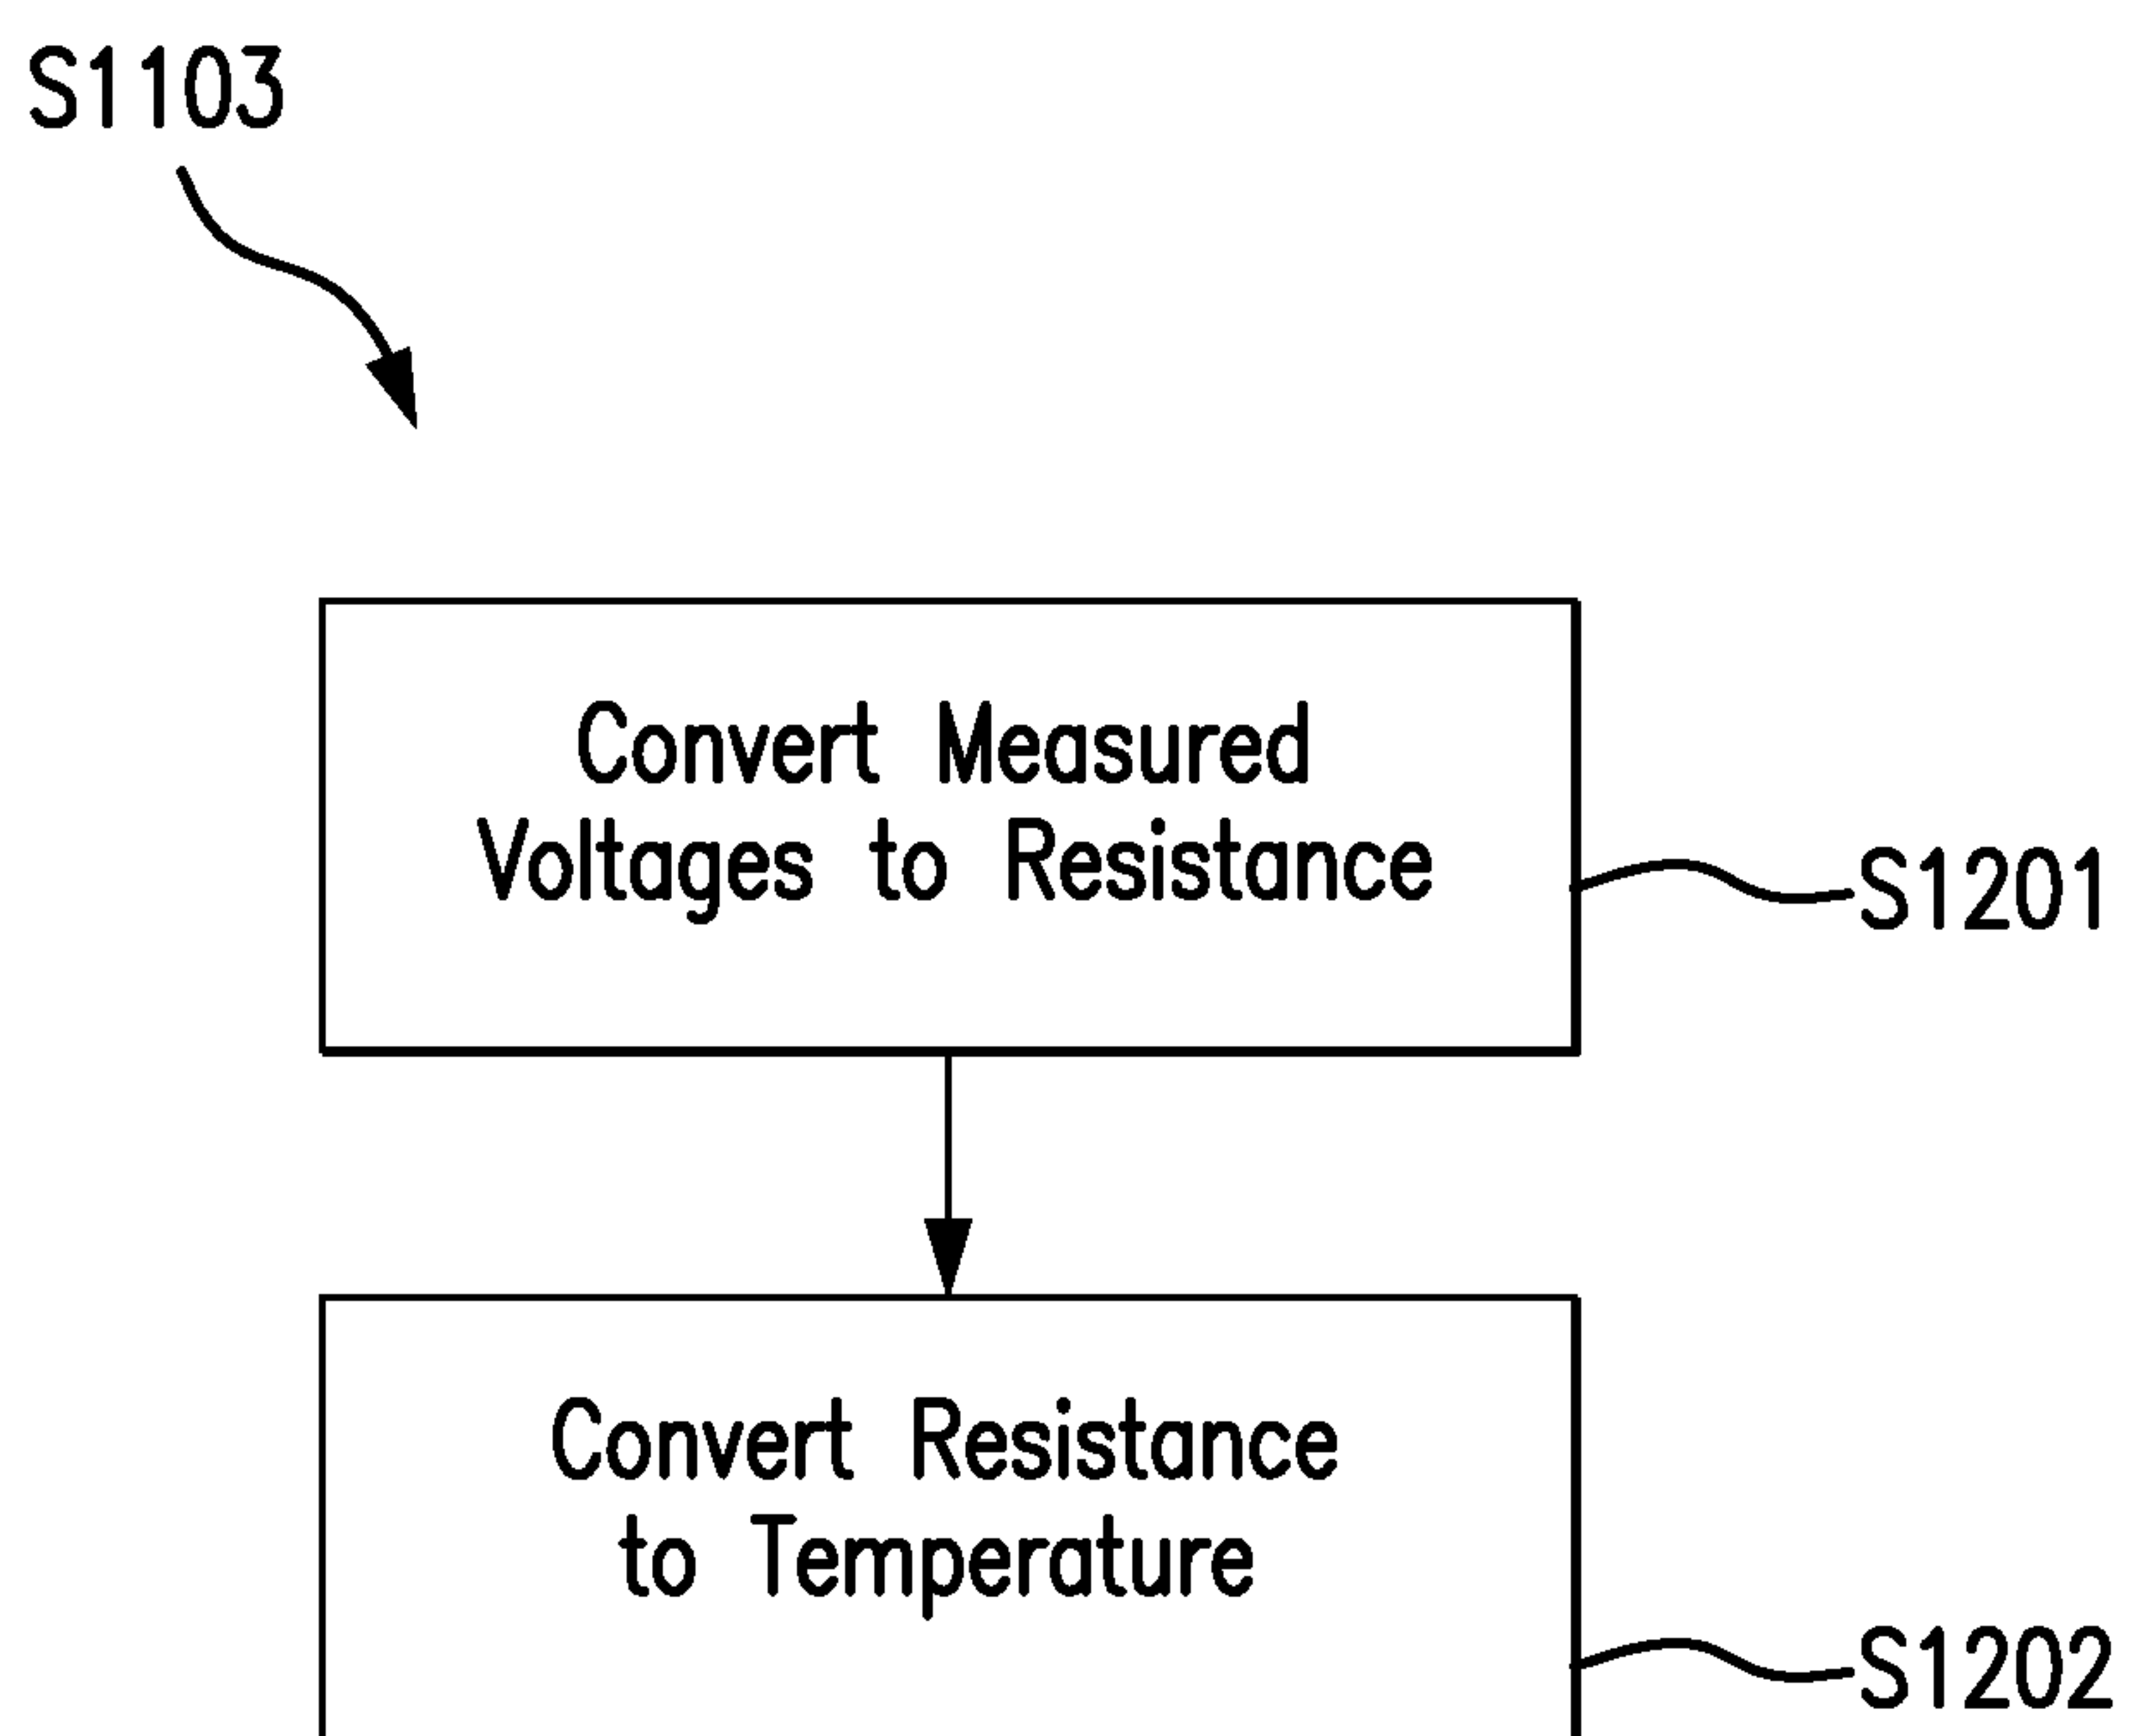 S1103
Convert Measured
Voltages to Resistance
S1201
Convert Resistance
to Temperature
S1202